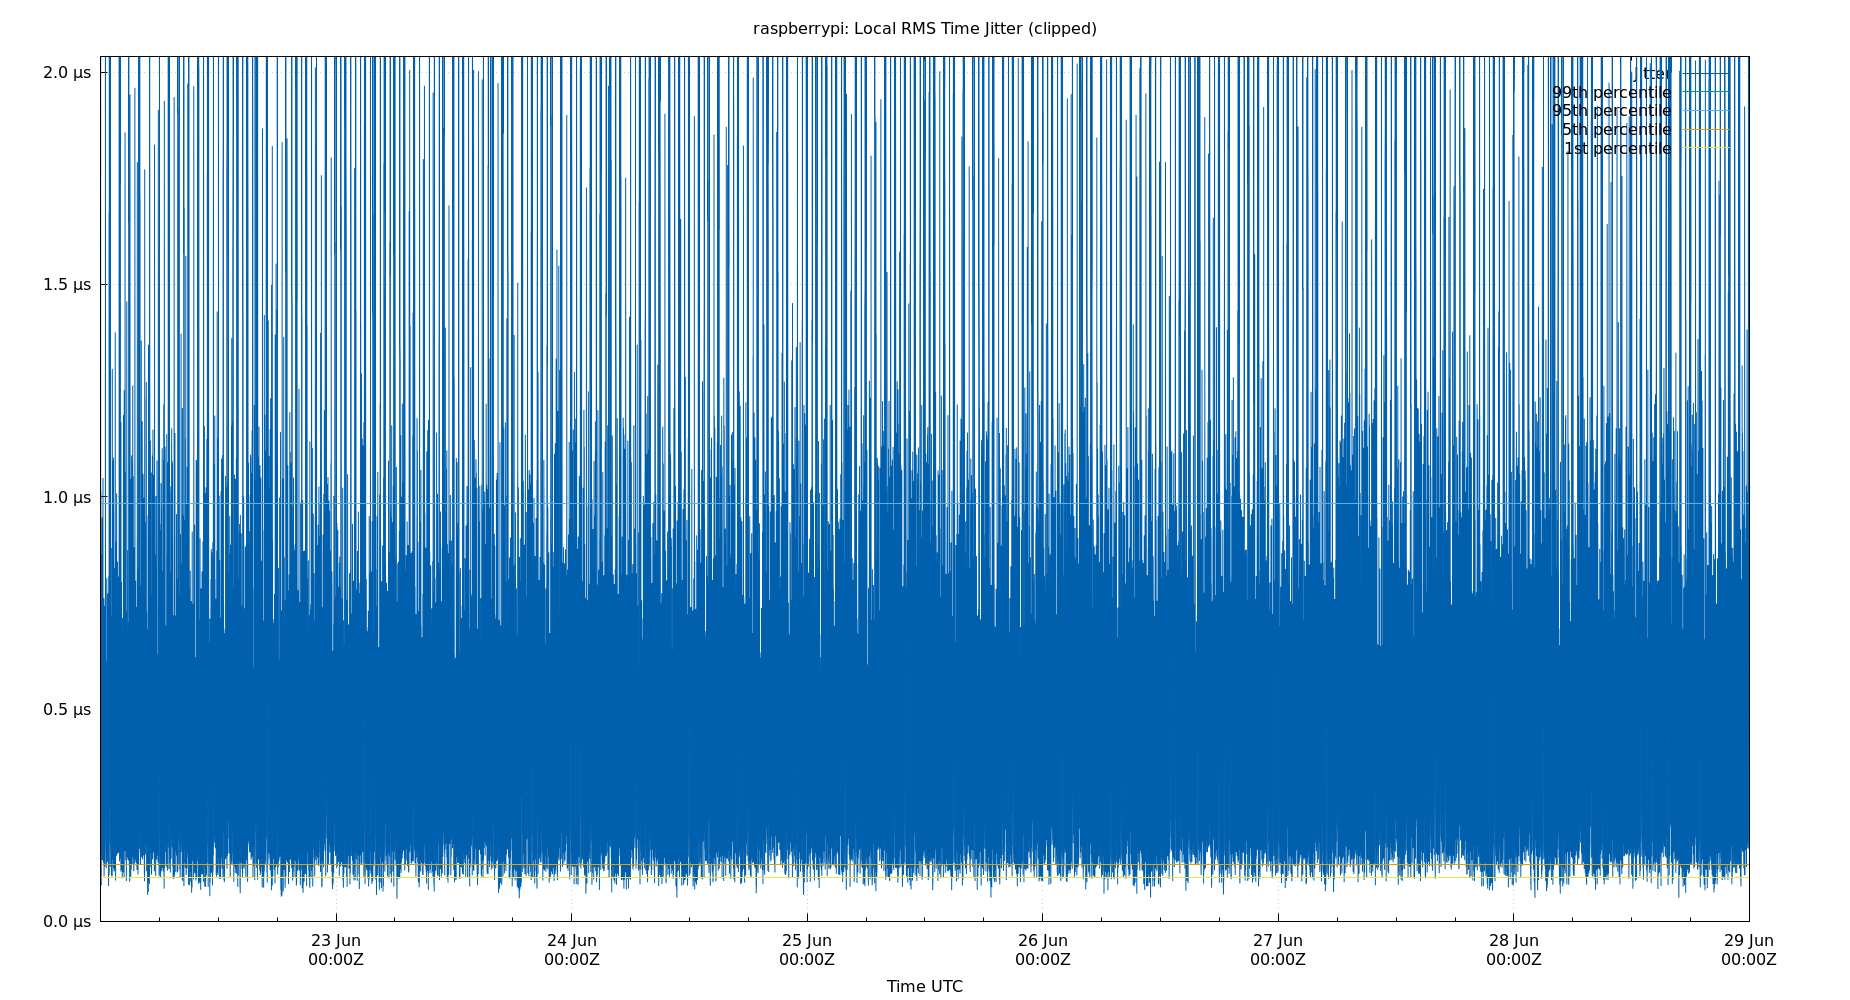 raspberrypi: Local RMS Time Jitter (clipped)
2.0 µs
1.5 µs
1.0 µs
0.5 µs
0.0 µs
jitter
99th percentile
95th percentile
5th percentile
1st percentile
23 Jun
00:00Z
24 Jun
00:00Z
25 Jun
00:00Z
26 Jun
00:00Z
27 Jun
00:00Z
28 Jun
00:00Z
29 Jun
00:00Z
Time UTC